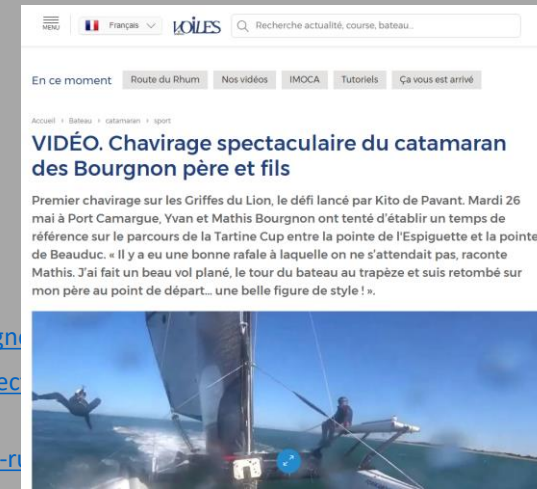 MENU
Français
VOILES
Recherche actualité, course, bateau...
En ce moment
Route du Rhum
Nos vidéos
IMOCA
Tutoriels
Ça vous est arrivé
Accueil › Bateau › catamaran › sport
VIDÉO. Chavirage spectaculaire du catamaran
des Bourgnon père et fils
Premier chavirage sur les Griffes du Lion, le défi lancé par Kito de Pavant. Mardi 26
mai à Port Camargue, Yvan et Mathis Bourgnon ont tenté d'établir un temps de
référence sur le parcours de la Tartine Cup entre la pointe de l'Espiguette et la pointe
de Beauduc. « Il y a eu une bonne rafale à laquelle on ne s'attendait pas, raconte
Mathis. J'ai fait un beau vol plané, le tour du bateau au trapèze et suis retombé sur
mon père au point de départ... une belle figure de style ! ».